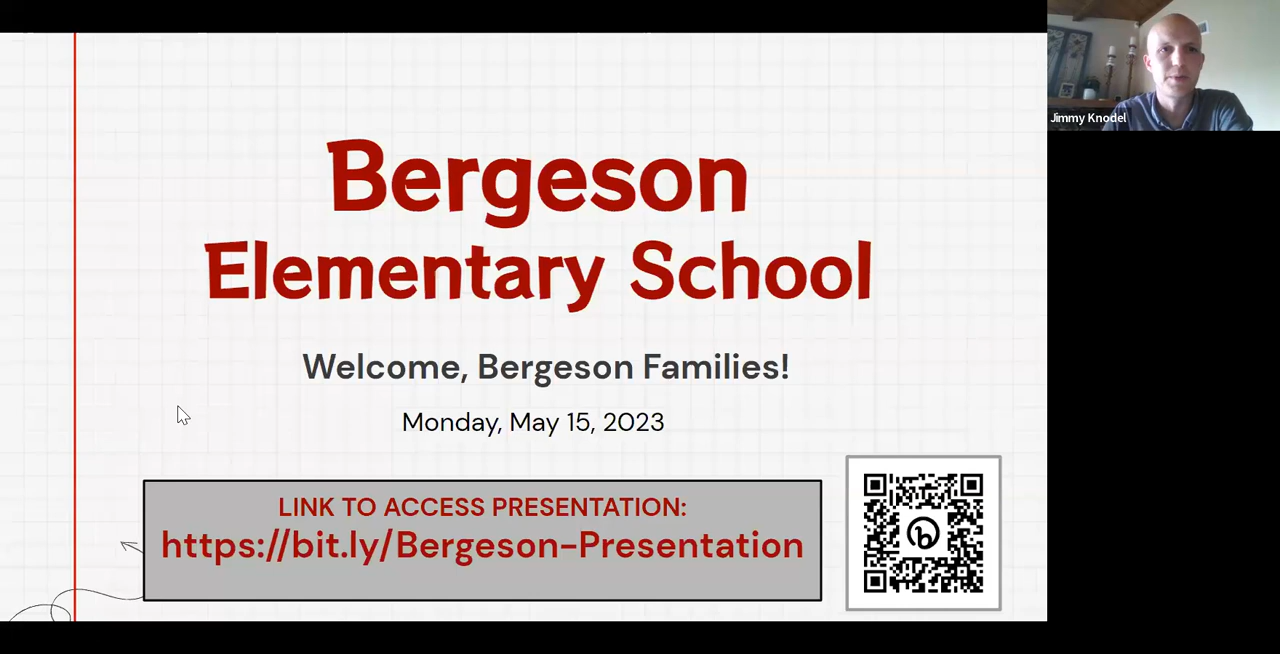 Bergeson
Elementary School
Welcome, Bergeson Families!
Monday, May 15, 2023
LINK TO ACCESS PRESENTATION:
https://bit.ly/Bergeson-Presentation
Jimmy Knodel